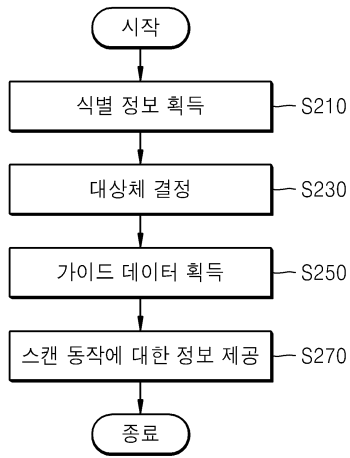 시작
식별 정보 획득 S210
대상체 결정 S230
가이드 데이터 획득 S250
스캔 동작에 대한 정보 제공 S270
종료